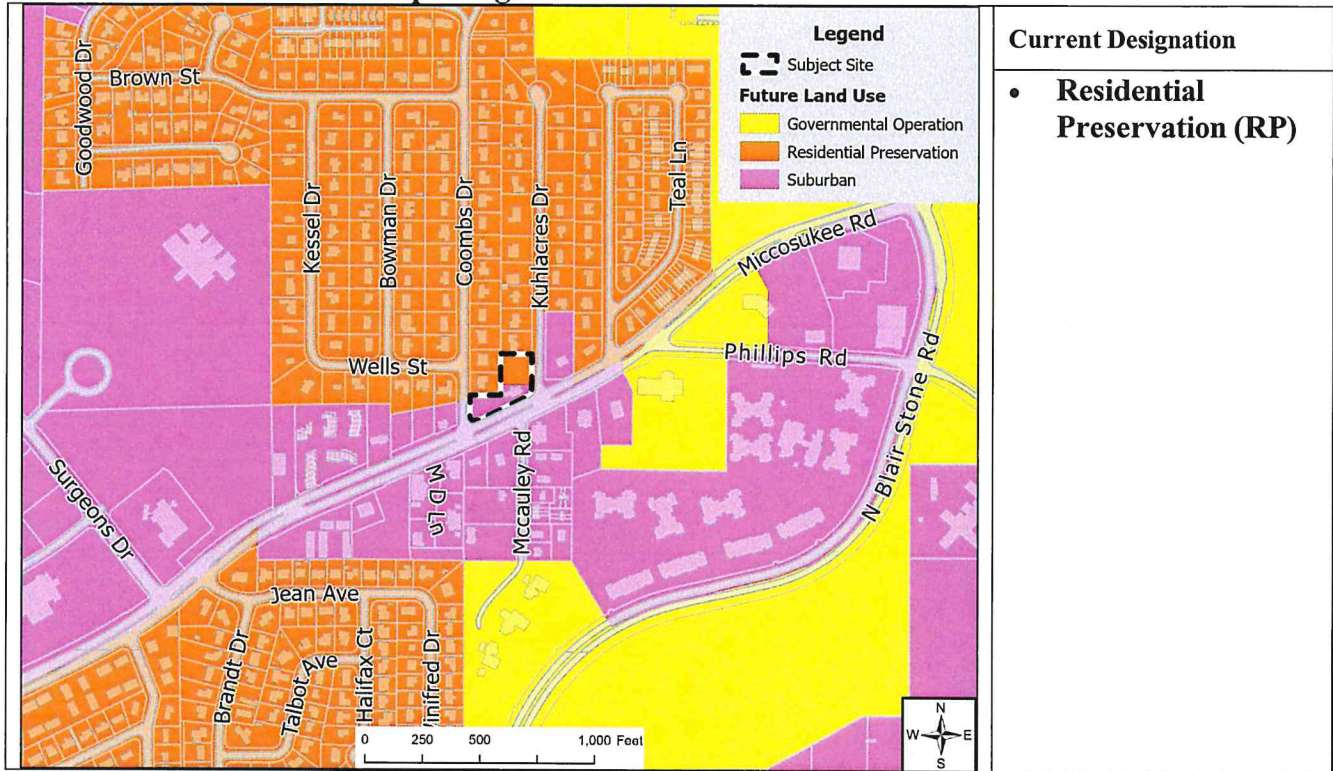 Legend
Subject Site
Future Land Use
Governmental Operation
Residential Preservation
Suburban
Goodwood Dr
Brown St
Kessel Dr
Bowman Dr
Coombs Dr
Kuhlacres Dr
Teal Ln
Miccosukee Rd
Wells St
Phillips Rd
N Blair Stone Rd
Surgeons Dr
M D Ln
Mccauley Rd
Jean Ave
Brandt Dr
Talbot Ave
Halifax Ct
Winifred Dr
0 250 500 1,000 Feet
N
W E
S
Current Designation
• Residential
Preservation (RP)